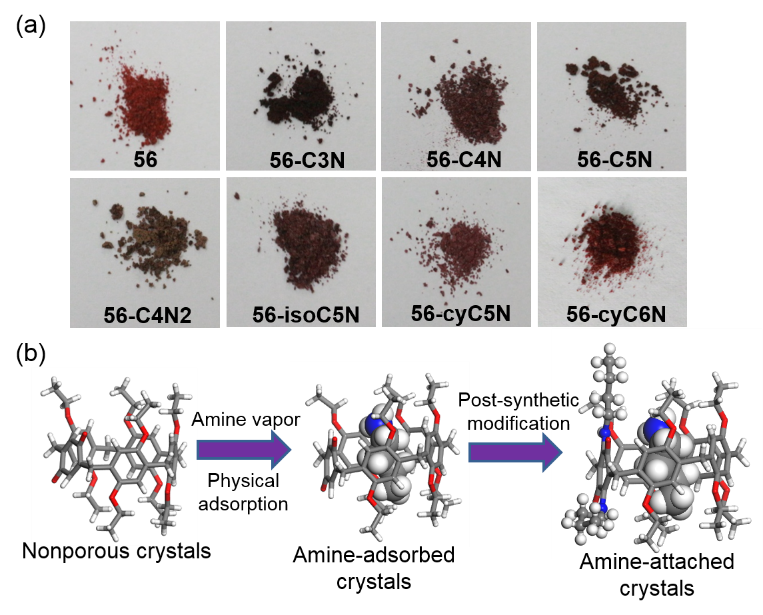 (a)
56
56-C3N
56-C4N
56-C5N
56-C4N2
56-isoC5N
56-cyC5N
56-cyC6N
(b)
Amine vapor
Physical
adsorption
Post-synthetic
modification
Nonporous crystals
Amine-adsorbed
crystals
Amine-attached
crystals